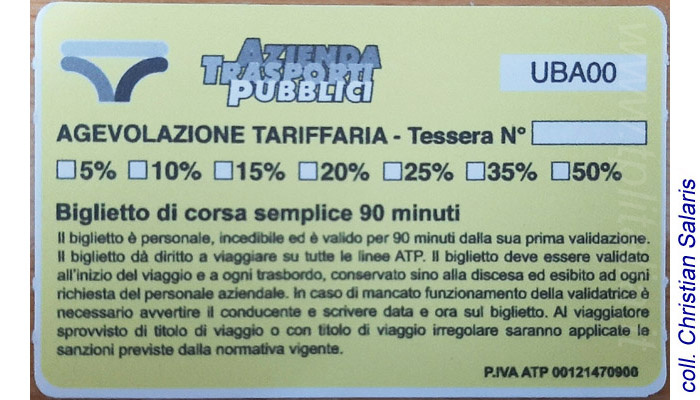 AZIENDA
TRASPORTI
PUBBLICI
UBA00
AGEVOLAZIONE TARIFFARIA - Tessera N°
5% 10% 15% 20% 25% 35% 50%
Biglietto di corsa semplice 90 minuti
Il biglietto è personale, incedibile ed è valido per 90 minuti dalla sua prima validazione.
Il biglietto dà diritto a viaggiare su tutte le linee ATP. Il biglietto deve essere validato
all'inizio del viaggio e a ogni trasbordo, conservato sino alla discesa ed esibito ad ogni
richiesta del personale aziendale. In caso di mancato funzionamento della validatrice è
necessario avvertire il conducente e scrivere data e ora sul biglietto. Al viaggiatore
sprovvisto di titolo di viaggio o con titolo di viaggio irregolare saranno applicate le
sanzioni previste dalla normativa vigente.
P.IVA ATP 00121470900
coll. Christian Salaris